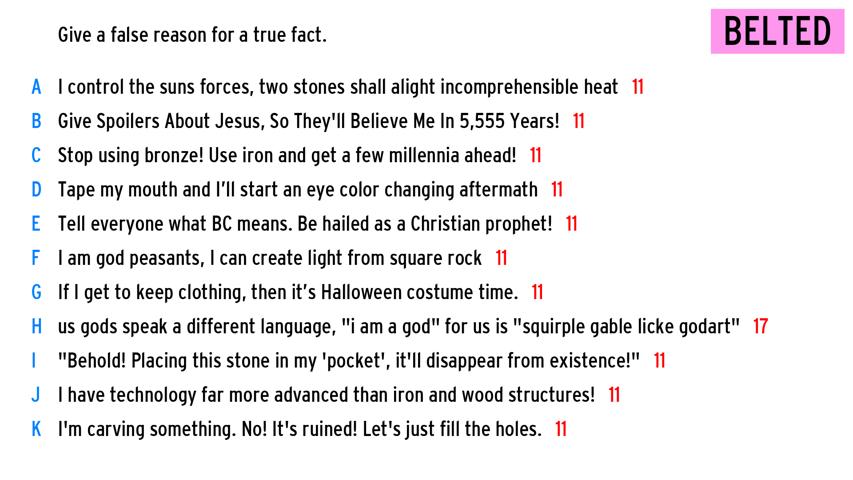 Give a false reason for a true fact.
BELTED
A I control the suns forces, two stones shall alight incomprehensible heat 11
B Give Spoilers About Jesus, So They'll Believe Me In 5,555 Years! 11
C Stop using bronze! Use iron and get a few millennia ahead! 11
D Tape my mouth and I'll start an eye color changing aftermath 11
E Tell everyone what BC means. Be hailed as a Christian prophet! 11
F I am god peasants, I can create light from square rock 11
G If I get to keep clothing, then it's Halloween costume time. 11
H us gods speak a different language, "i am a god" for us is "squirple gable licke godart" 17
I "Behold! Placing this stone in my 'pocket', it'll disappear from existence!" 11
J I have technology far more advanced than iron and wood structures! 11
K I'm carving something. No! It's ruined! Let's just fill the holes. 11